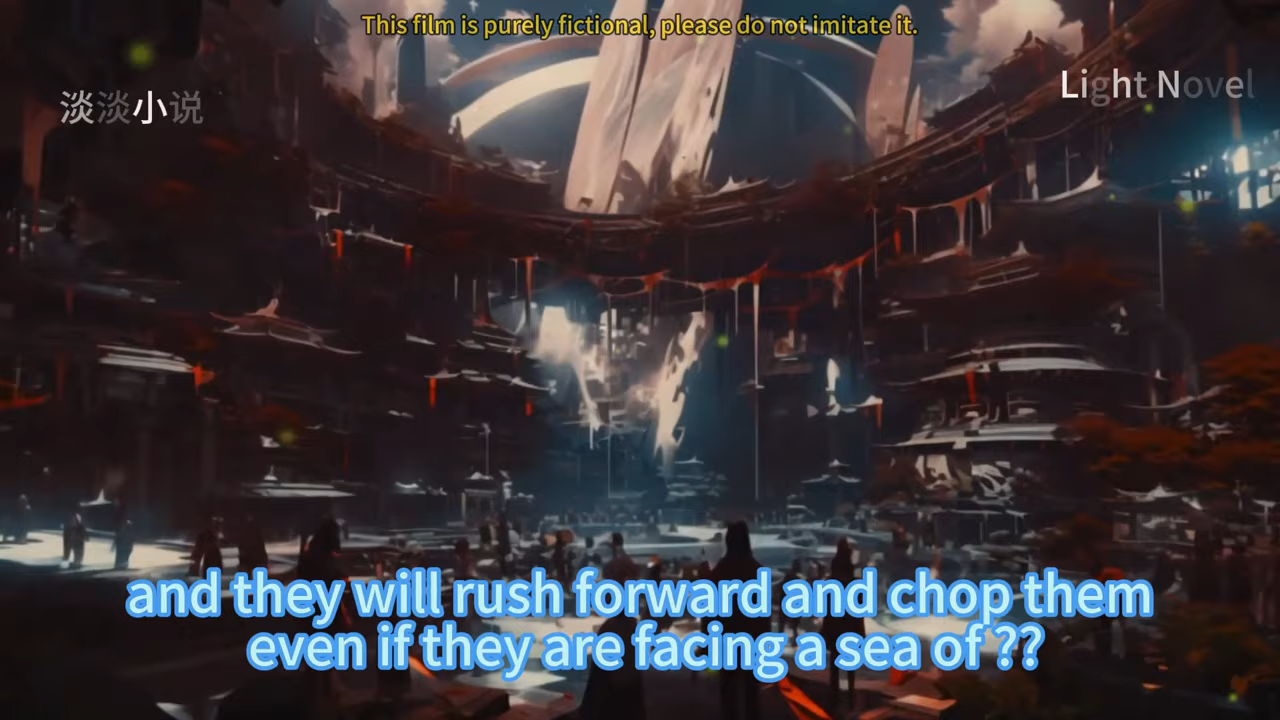 This film is purely fictional, please do not imitate it.
淡淡小说
Light Novel
and they will rush forward and chop them
even if they are facing a sea of ??